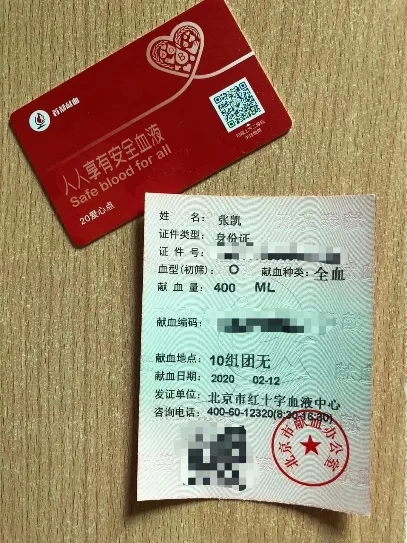 首都献血
人人享有安全血液
Safe blood for all
20爱心点
姓 名: 张凯
证件类型: 身份证
证 件 号:
血型(初筛): O 献血种类: 全血
献 血 量: 400 ML
献血编码:
献血地点: 10组团无
献血日期: 2020 02-12
发证单位: 北京市红十字血液中心
咨询电话: 400-60-12320(8:30-16:30)
北京市献血办公室